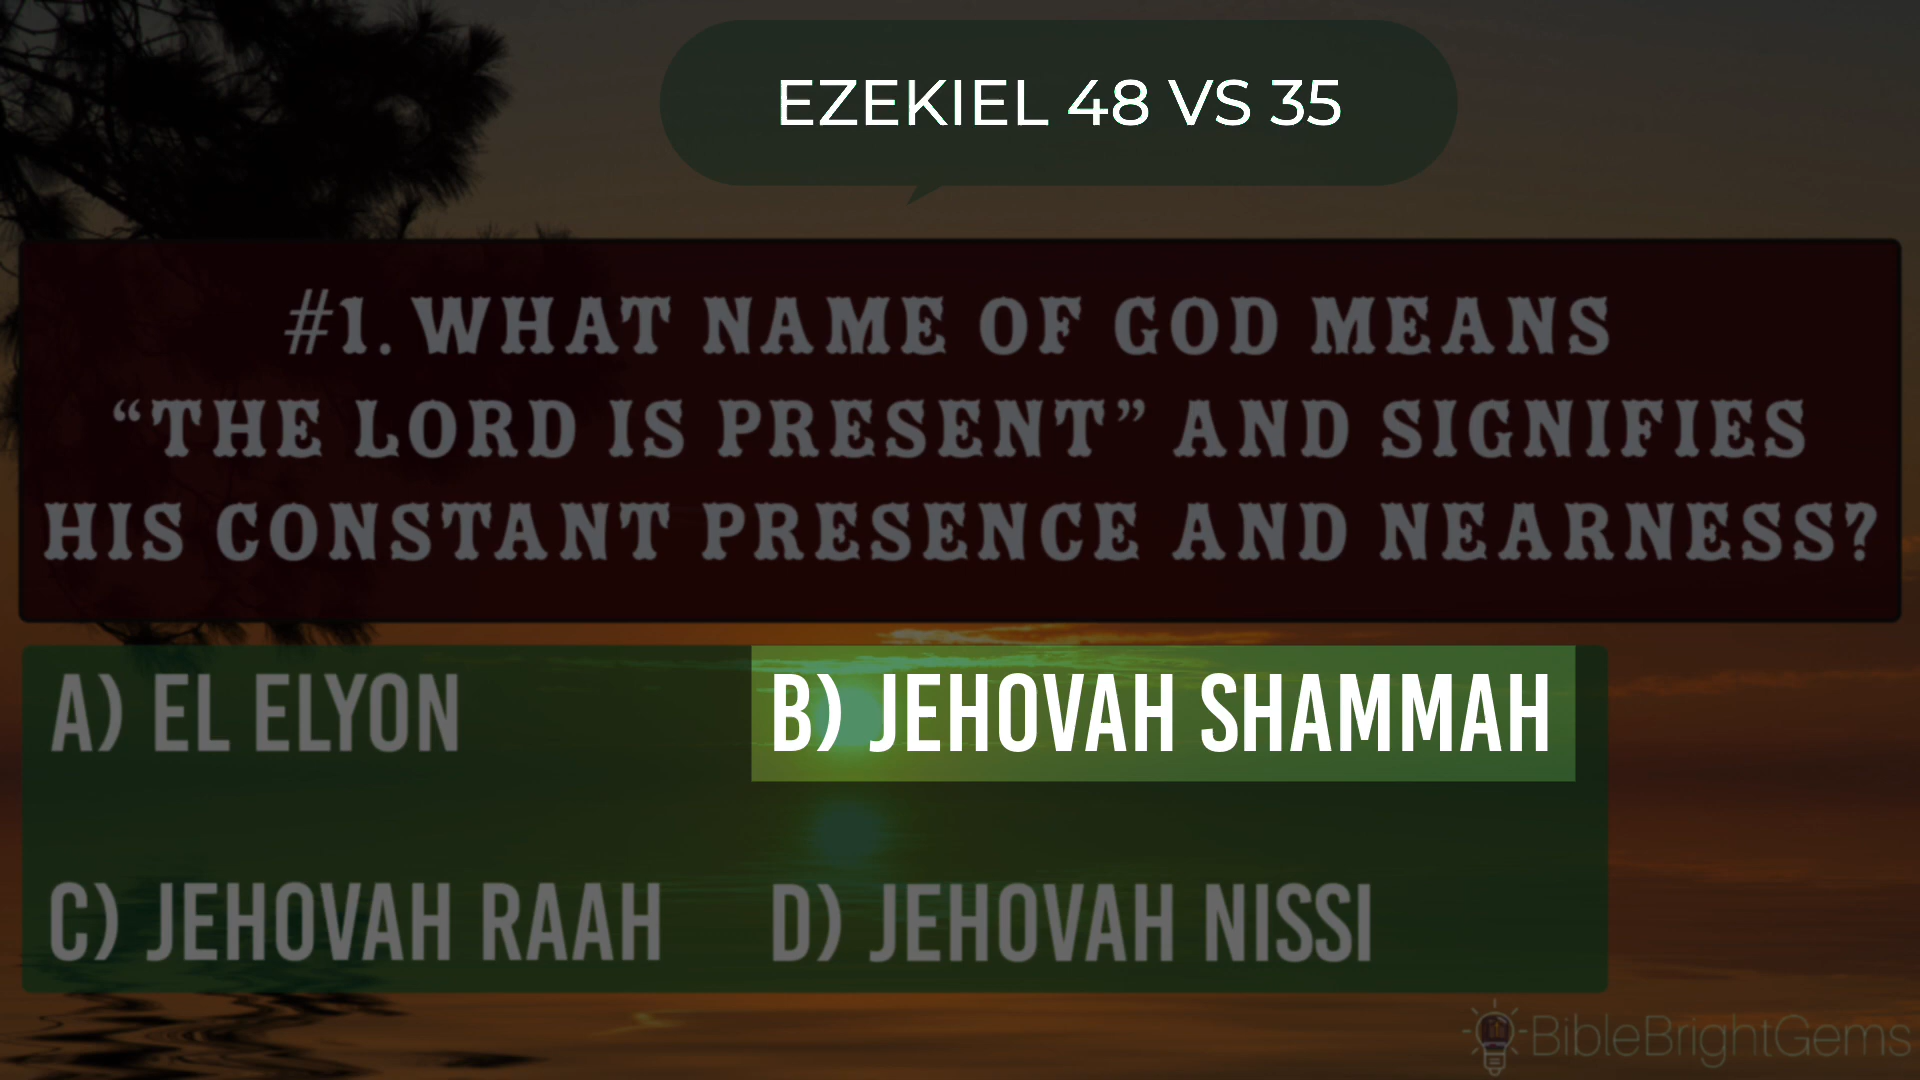 EZEKIEL 48 VS 35
#1. WHAT NAME OF GOD MEANS
“THE LORD IS PRESENT” AND SIGNIFIES
HIS CONSTANT PRESENCE AND NEARNESS?
A) EL ELYON
B) JEHOVAH SHAMMAH
C) JEHOVAH RAAH
D) JEHOVAH NISSI
BibleBrightGems